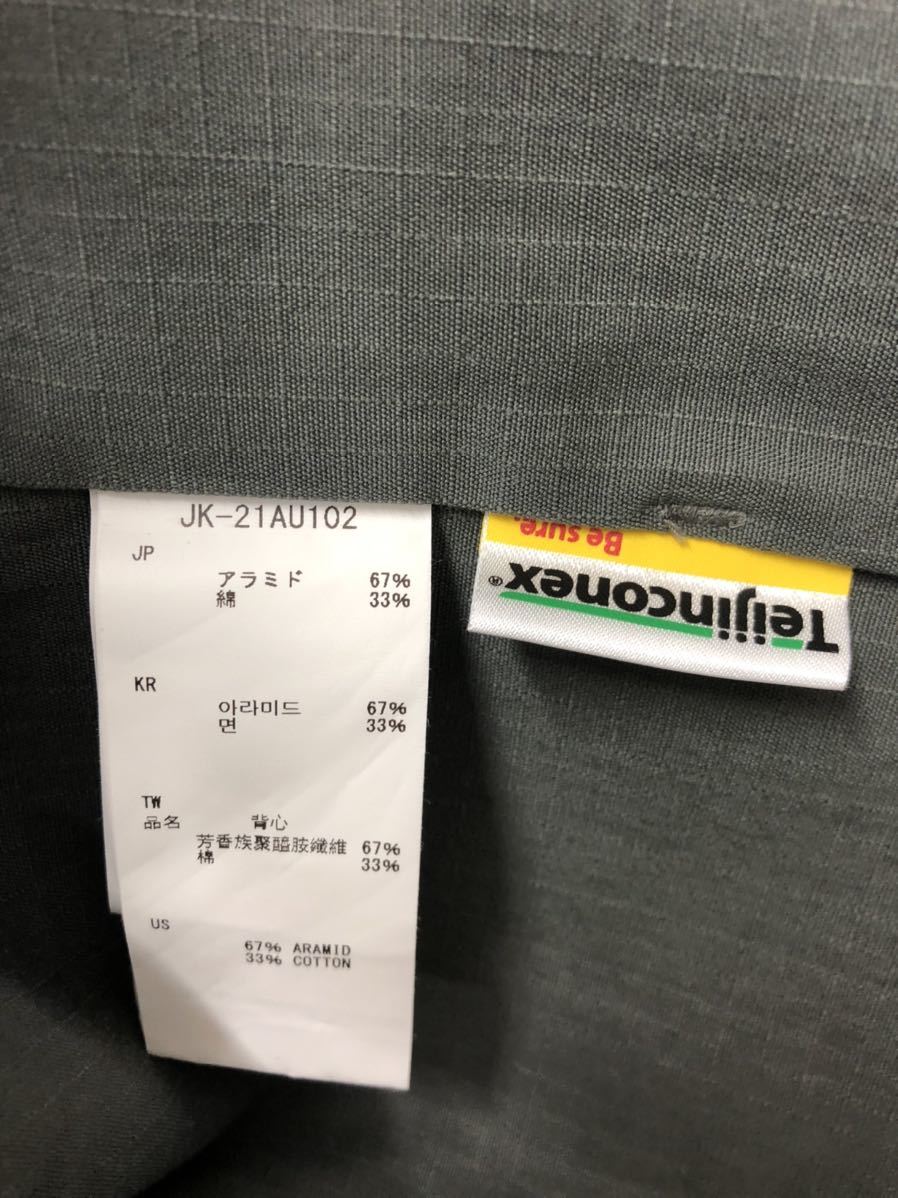 JK-21AU102
JP
アラミド 67%
綿 33%
KR
아라미드 67%
면 33%
TW
品名 背心
芳香族聚醯胺纖維 67%
棉 33%
US
67% ARAMID
33% COTTON
Teijinconex®
Be sure.